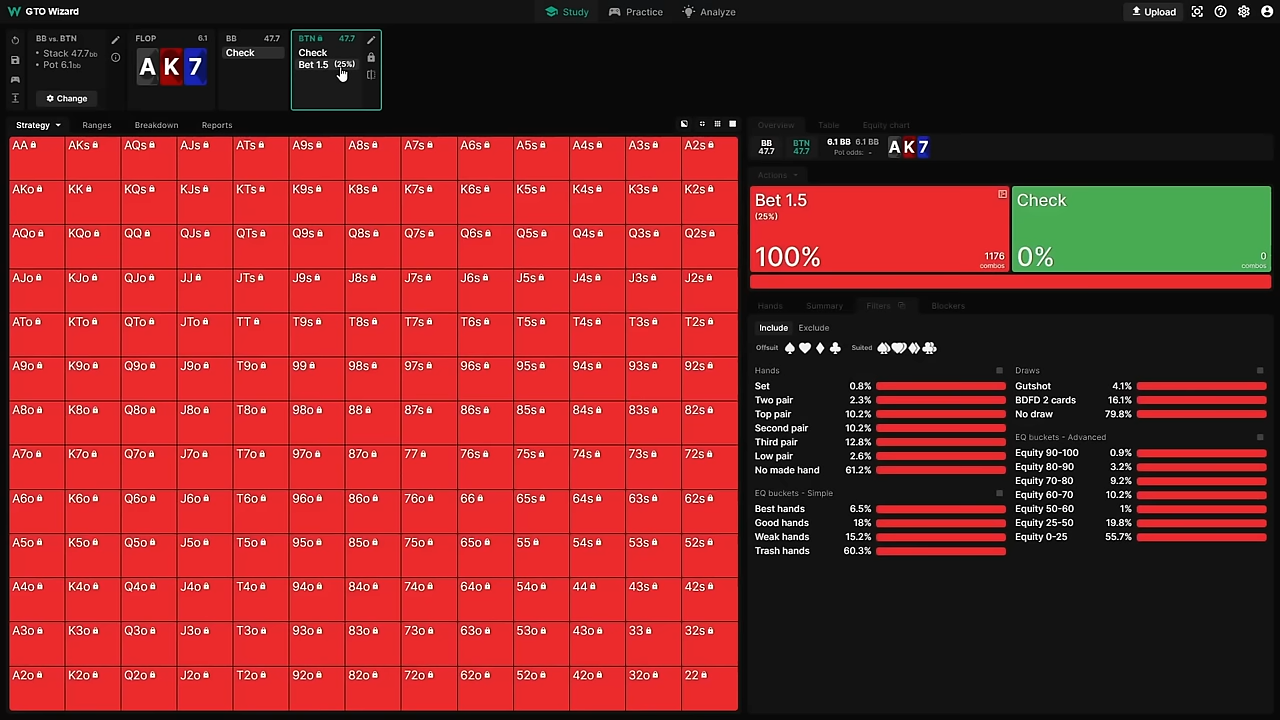 GTO Wizard
Study
Practice
Analyze
Upload
BB vs. BTN
• Stack 47.7bb
• Pot 6.1bb
Change
FLOP 6.1
A K 7
BB 47.7
Check
BTN 47.7
Check
Bet 1.5 (25%)
Strategy Ranges Breakdown Reports
AA AKs AQs AJs ATs A9s A8s A7s A6s A5s A4s A3s A2s
AKo KK KQs KJs KTs K9s K8s K7s K6s K5s K4s K3s K2s
AQo KQo QQ QJs QTs Q9s Q8s Q7s Q6s Q5s Q4s Q3s Q2s
AJo KJo QJo JJ JTs J9s J8s J7s J6s J5s J4s J3s J2s
ATo KTo QTo JTo TT T9s T8s T7s T6s T5s T4s T3s T2s
A9o K9o Q9o J9o T9o 99 98s 97s 96s 95s 94s 93s 92s
A8o K8o Q8o J8o T8o 98o 88 87s 86s 85s 84s 83s 82s
A7o K7o Q7o J7o T7o 97o 87o 77 76s 75s 74s 73s 72s
A6o K6o Q6o J6o T6o 96o 86o 76o 66 65s 64s 63s 62s
A5o K5o Q5o J5o T5o 95o 85o 75o 65o 55 54s 53s 52s
A4o K4o Q4o J4o T4o 94o 84o 74o 64o 54o 44 43s 42s
A3o K3o Q3o J3o T3o 93o 83o 73o 63o 53o 43o 33 32s
A2o K2o Q2o J2o T2o 92o 82o 72o 62o 52o 42o 32o 22
Overview Table Equity chart
BB 47.7
BTN 47.7
6.1 BB 6.1 BB
Pot odds: -
A K 7
Actions
Bet 1.5
(25%)
100%
1176
combos
Check
0%
0
combos
Hands Summary Filters Blockers
Include Exclude
Offsuit
Suited
Hands
Set 0.8%
Two pair 2.3%
Top pair 10.2%
Second pair 10.2%
Third pair 12.8%
Low pair 2.6%
No made hand 61.2%
EQ buckets - Simple
Best hands 6.5%
Good hands 18%
Weak hands 15.2%
Trash hands 60.3%
Draws
Gutshot 4.1%
BDFD 2 cards 16.1%
No draw 79.8%
EQ buckets - Advanced
Equity 90-100 0.9%
Equity 80-90 3.2%
Equity 70-80 9.2%
Equity 60-70 10.2%
Equity 50-60 1%
Equity 25-50 19.8%
Equity 0-25 55.7%